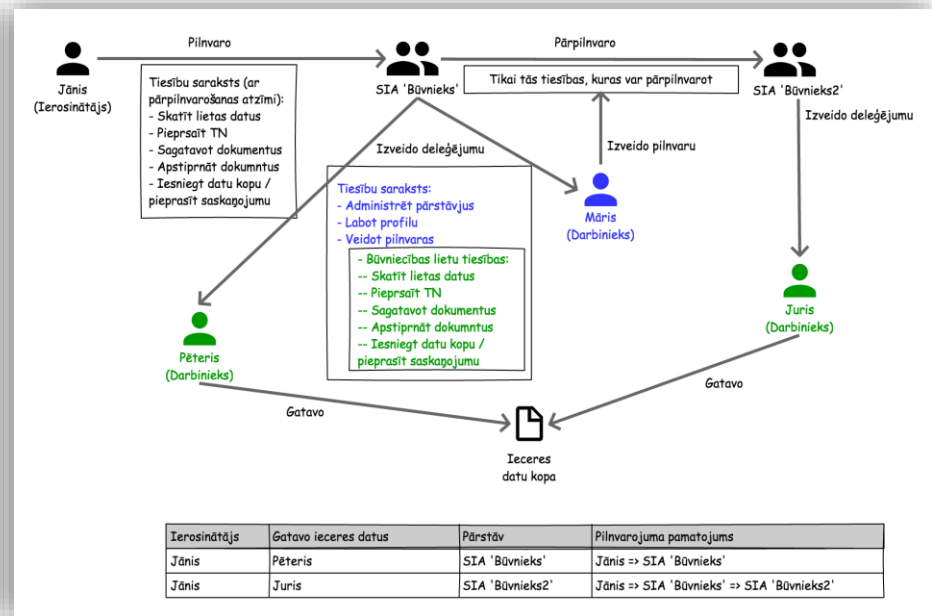 Pilnvaro
Pārpilnvaro
Jānis
(Ierosinātājs)
Tiesību saraksts (ar
pārpilnvarošanas atzīmi):
- Skatīt lietas datus
- Pieprsaīt TN
- Sagatavot dokumentus
- Apstiprnāt dokumntus
- Iesniegt datu kopu /
pieprasīt saskaņojumu
SIA 'Būvnieks'
Tikai tās tiesības, kuras var pārpilnvarot
SIA 'Būvnieks2'
Izveido deleģējumu
Izveido pilnvaru
Izveido deleģējumu
Tiesību saraksts:
- Administrēt pārstāvjus
- Labot profilu
- Veidot pilnvaras
- Būvniecības lietu tiesības:
-- Skatīt lietas datus
-- Pieprsaīt TN
-- Sagatavot dokumentus
-- Apstiprnāt dokumntus
-- Iesniegt datu kopu /
pieprasīt saskaņojumu
Māris
(Darbinieks)
Juris
(Darbinieks)
Pēteris
(Darbinieks)
Gatavo
Gatavo
Ieceres
datu kopa
Ierosinātājs Gatavo ieceres datus Pārstāv Pilnvarojuma pamatojums
Jānis Pēteris SIA 'Būvnieks' Jānis => SIA 'Būvnieks'
Jānis Juris SIA 'Būvnieks2' Jānis => SIA 'Būvnieks' => SIA 'Būvnieks2'